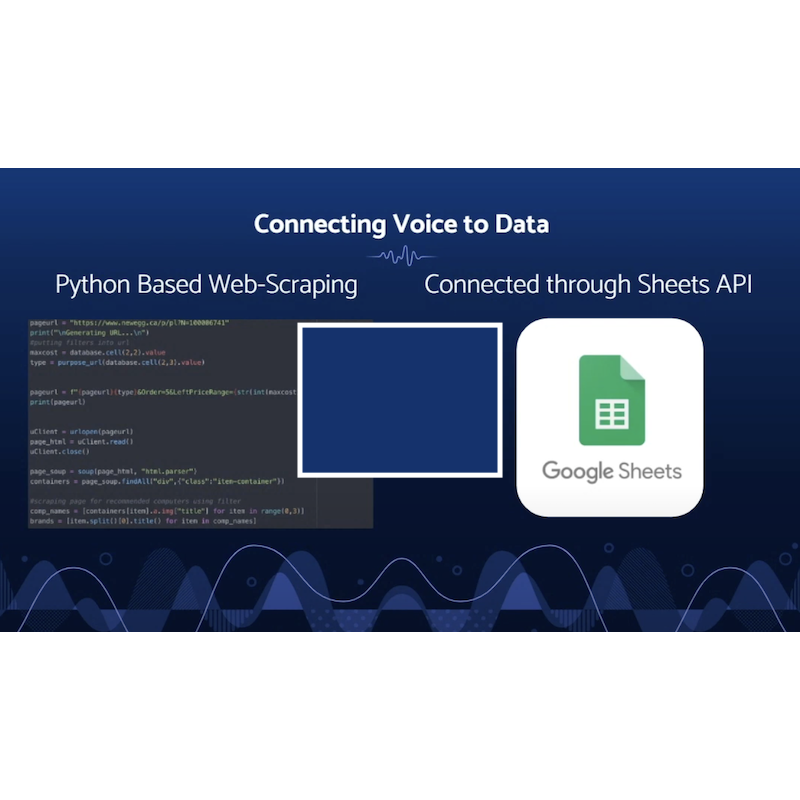 Connecting Voice to Data
Python Based Web-Scraping
Connected through Sheets API
pageurl = "https://www.newegg.ca/p/pl?N=100006741"
print("\nGenerating URL...\n")
#putting filters into url
maxcost = database.cell(2,2).value
type = purpose_url(database.cell(2,3).value)
pageurl = f"{pageurl}{type}&Order=5&LeftPriceRange={str(int(maxcost
print(pageurl)
uClient = urlopen(pageurl)
page_html = uClient.read()
uClient.close()
page_soup = soup(page_html, "html.parser")
containers = page_soup.findAll("div",{"class":"item-container"})
#scraping page for recommended computers using filter
comp_names = [containers[item].a.img["title"] for item in range(0,3)]
brands = [item.split()[0].title() for item in comp_names]
Google Sheets